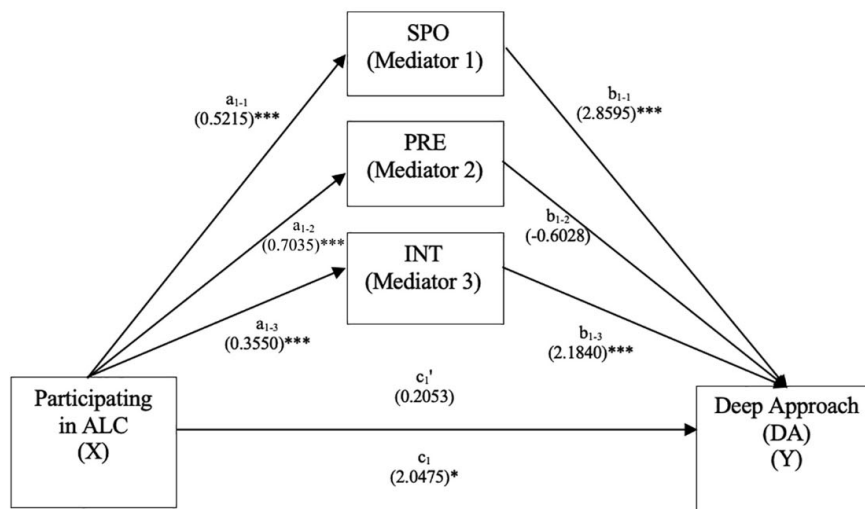 SPO
(Mediator 1)
a₁₋₁
(0.5215)***
b₁₋₁
(2.8595)***
PRE
(Mediator 2)
a₁₋₂
(0.7035)***
b₁₋₂
(-0.6028)
INT
(Mediator 3)
a₁₋₃
(0.3550)***
b₁₋₃
(2.1840)***
Participating
in ALC
(X)
c₁'
(0.2053)
c₁
(2.0475)*
Deep Approach
(DA)
(Y)